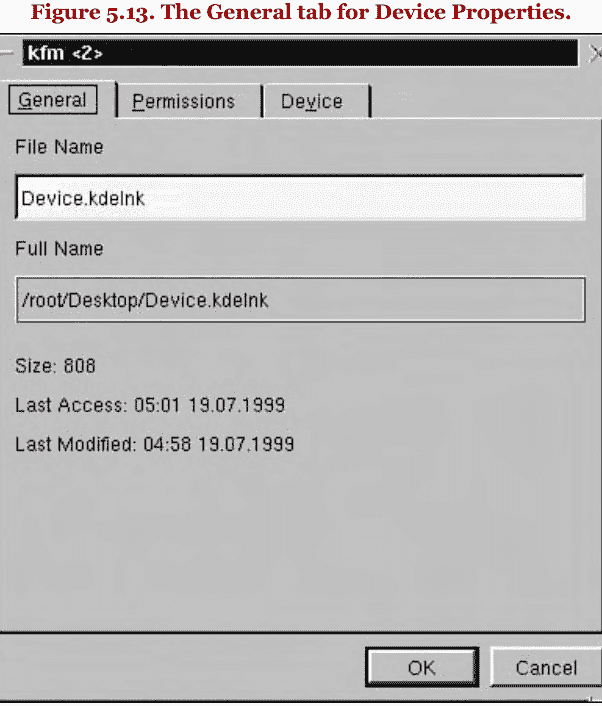 Figure 5.13. The General tab for Device Properties.
kfm <2>
General Permissions Device
File Name
Device.kdelnk
Full Name
/root/Desktop/Device.kdelnk
Size: 808
Last Access: 05:01 19.07.1999
Last Modified: 04:58 19.07.1999
OK Cancel